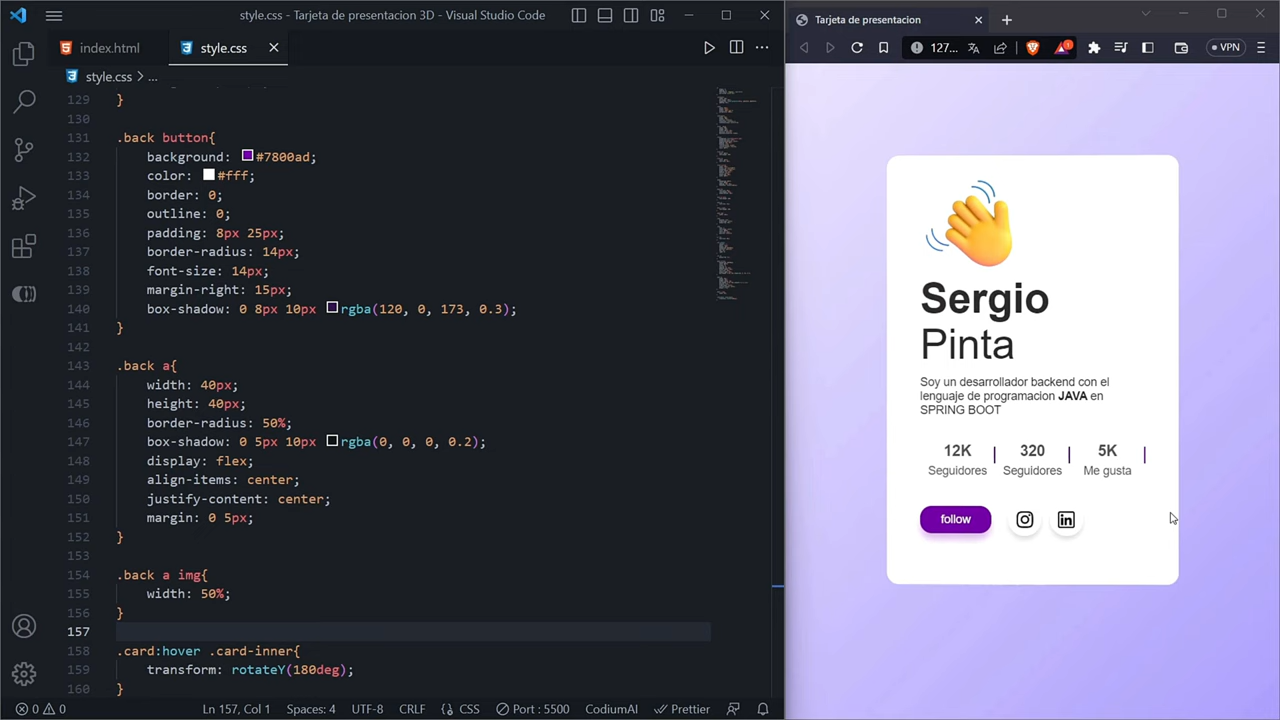 style.css - Tarjeta de presentacion 3D - Visual Studio Code
index.html
style.css
style.css > ...
129 }
130
131 .back button{
132 background: #7800ad;
133 color: #fff;
134 border: 0;
135 outline: 0;
136 padding: 8px 25px;
137 border-radius: 14px;
138 font-size: 14px;
139 margin-right: 15px;
140 box-shadow: 0 8px 10px rgba(120, 0, 173, 0.3);
141 }
142
143 .back a{
144 width: 40px;
145 height: 40px;
146 border-radius: 50%;
147 box-shadow: 0 5px 10px rgba(0, 0, 0, 0.2);
148 display: flex;
149 align-items: center;
150 justify-content: center;
151 margin: 0 5px;
152 }
153
154 .back a img{
155 width: 50%;
156 }
157
158 .card:hover .card-inner{
159 transform: rotateY(180deg);
160 }
0 0 Ln 157, Col 1 Spaces: 4 UTF-8 CRLF {} CSS Port : 5500 CodiumAI Prettier
Tarjeta de presentacion
127... 1 VPN
Sergio
Pinta
Soy un desarrollador backend con el
lenguaje de programacion JAVA en
SPRING BOOT
12K 320 5K
Seguidores Seguidores Me gusta
follow